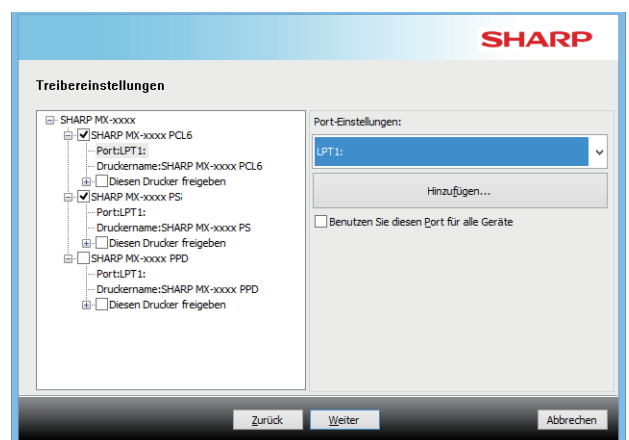 SHARP
Treibereinstellungen
SHARP MX-xxxx
SHARP MX-xxxx PCL6
Port:LPT1:
Druckername:SHARP MX-xxxx PCL6
Diesen Drucker freigeben
SHARP MX-xxxx PS
Port:LPT1:
Druckername:SHARP MX-xxxx PS
Diesen Drucker freigeben
SHARP MX-xxxx PPD
Port:LPT1:
Druckername:SHARP MX-xxxx PPD
Diesen Drucker freigeben
Port-Einstellungen:
LPT1:
Hinzufügen...
Benutzen Sie diesen Port für alle Geräte
Zurück
Weiter
Abbrechen